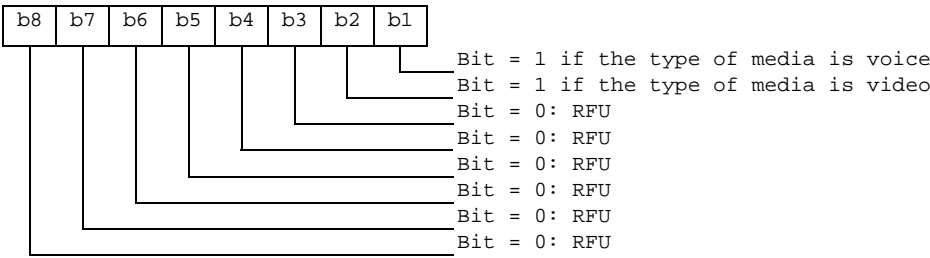 b8 b7 b6 b5 b4 b3 b2 b1
Bit = 1 if the type of media is voice
Bit = 1 if the type of media is video
Bit = 0: RFU
Bit = 0: RFU
Bit = 0: RFU
Bit = 0: RFU
Bit = 0: RFU
Bit = 0: RFU